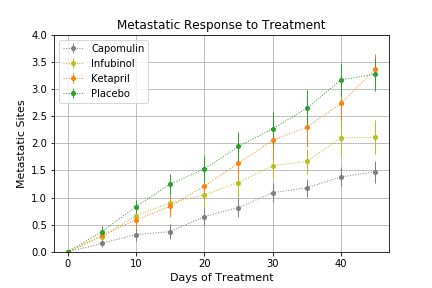 Metastatic Response to Treatment
4.0
3.5
3.0
2.5
2.0
1.5
1.0
0.5
0.0
Metastatic Sites
Capomulin
Infubinol
Ketapril
Placebo
0
10
20
30
40
Days of Treatment